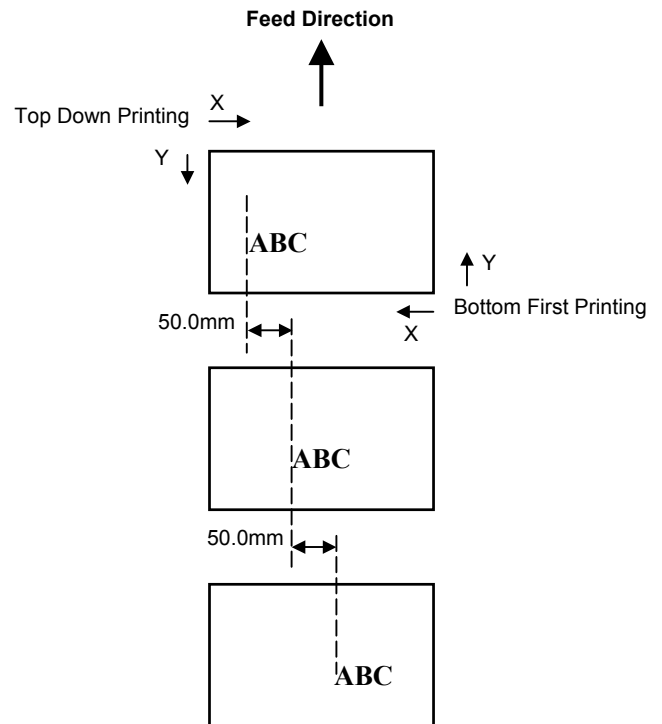 Feed Direction
X
Top Down Printing
Y
ABC
Y
Bottom First Printing
50.0mm
X
ABC
50.0mm
ABC